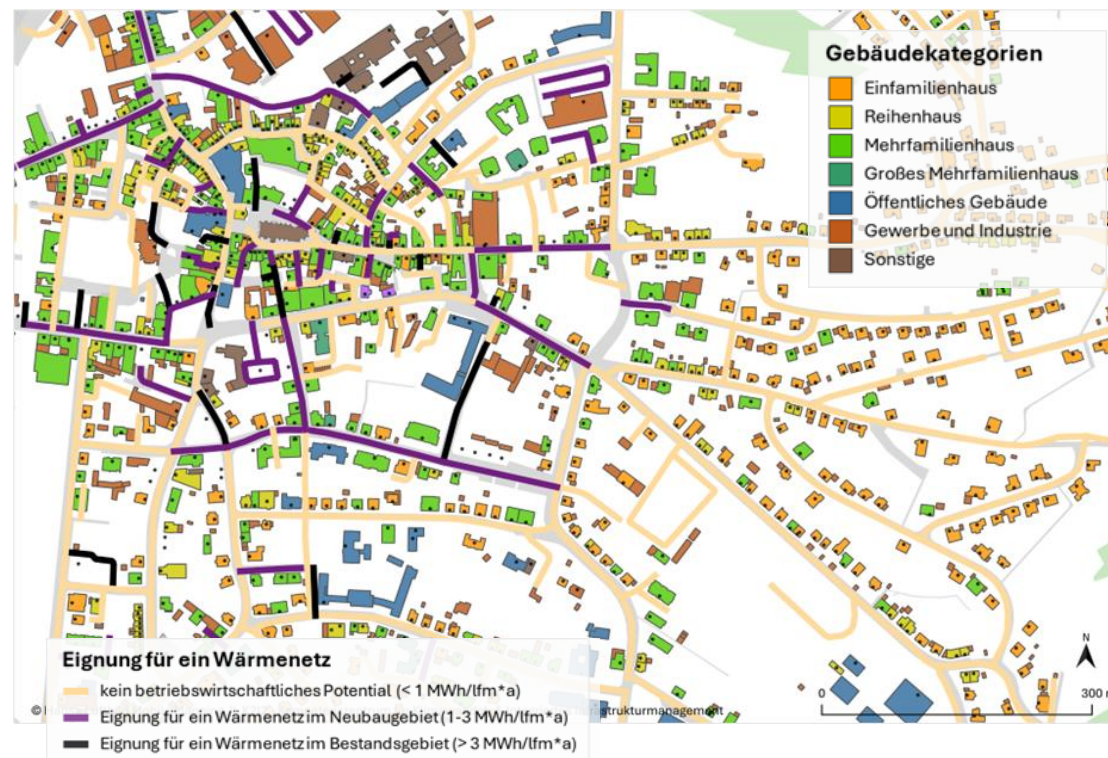 Gebäudekategorien
Einfamilienhaus
Reihenhaus
Mehrfamilienhaus
Großes Mehrfamilienhaus
Öffentliches Gebäude
Gewerbe und Industrie
Sonstige
N
0 300 m
Eignung für ein Wärmenetz
kein betriebswirtschaftliches Potential (< 1 MWh/lfm*a)
©
strukturmanagement
Eignung für ein Wärmenetz im Neubaugebiet (1-3 MWh/lfm*a)
Eignung für ein Wärmenetz im Bestandsgebiet (> 3 MWh/lfm*a)